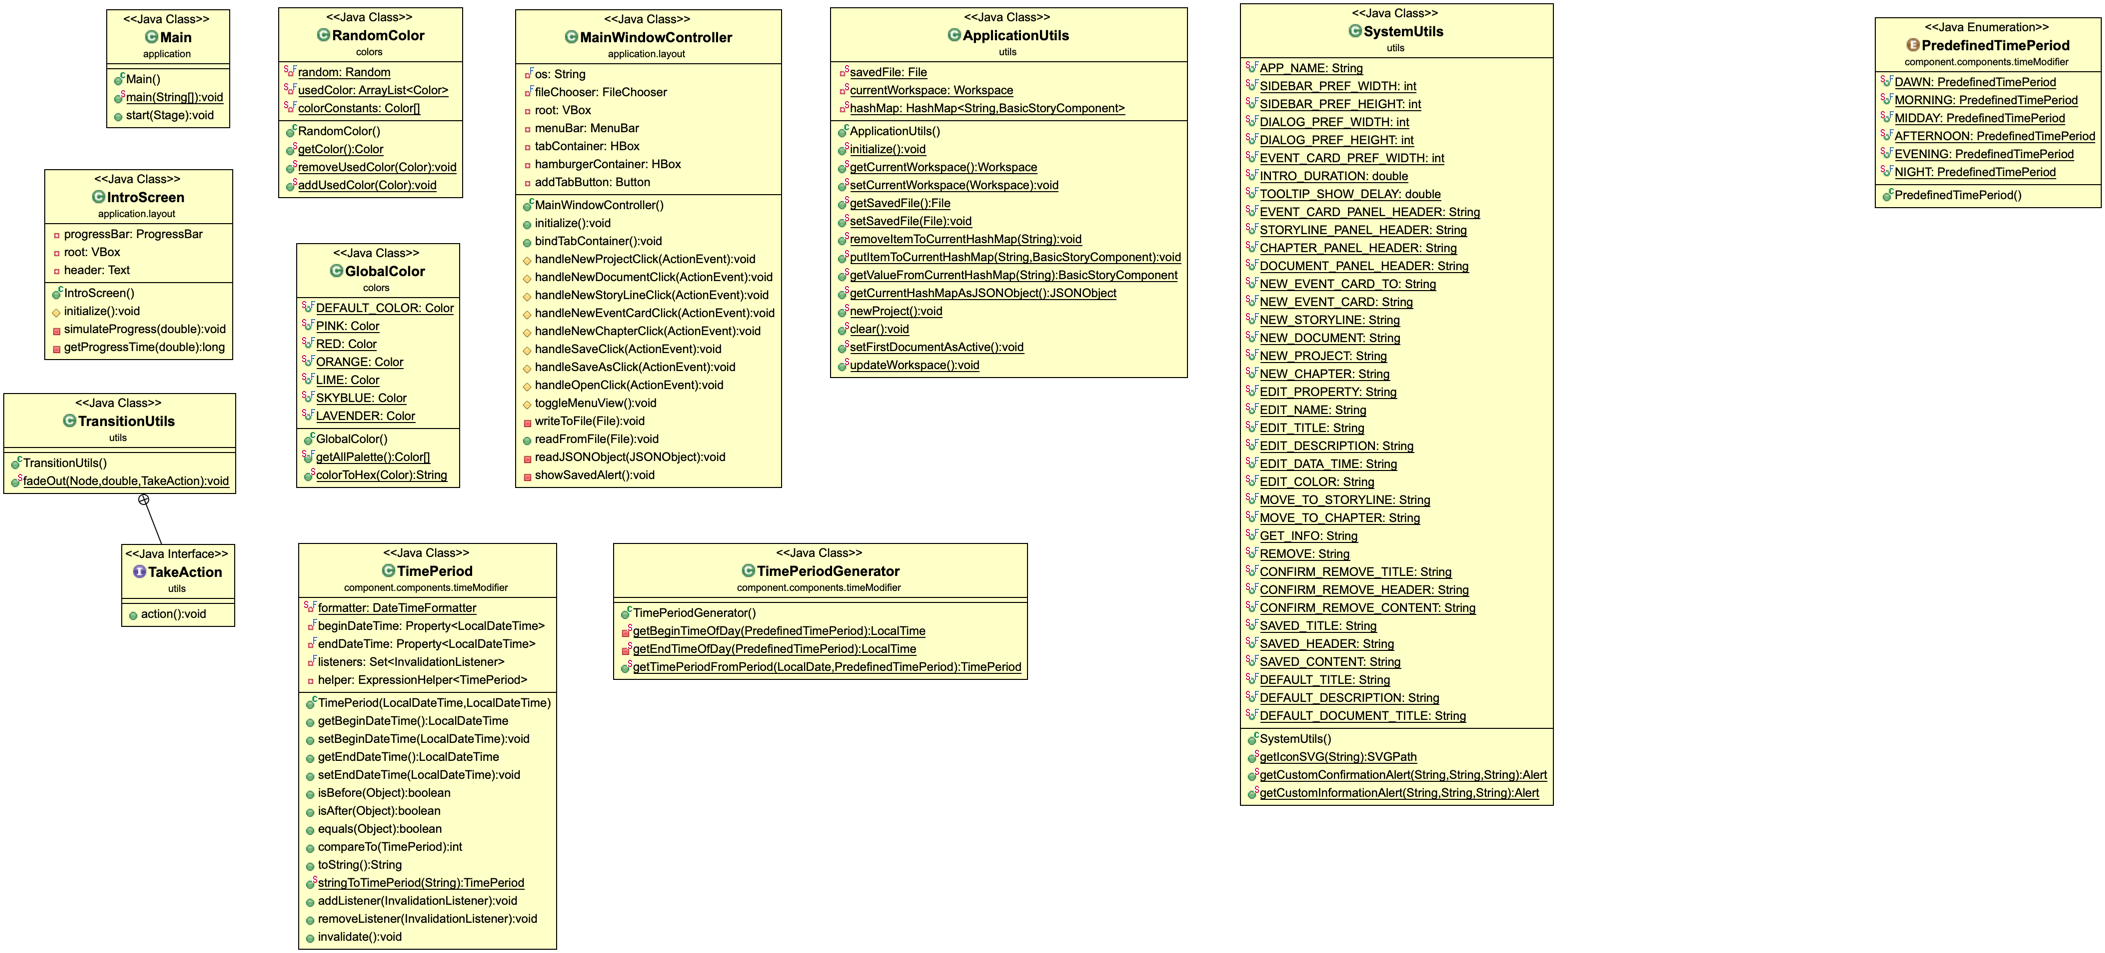 <<Java Class>>
Main
application
Main()
main(String[]):void
start(Stage):void
<<Java Class>>
RandomColor
colors
random: Random
usedColor: ArrayList<Color>
colorConstants: Color[]
RandomColor()
getColor():Color
removeUsedColor(Color):void
addUsedColor(Color):void
<<Java Class>>
MainWindowController
application.layout
os: String
fileChooser: FileChooser
root: VBox
menuBar: MenuBar
tabContainer: HBox
hamburgerContainer: HBox
addTabButton: Button
MainWindowController()
initialize():void
bindTabContainer():void
handleNewProjectClick(ActionEvent):void
handleNewDocumentClick(ActionEvent):void
handleNewStoryLineClick(ActionEvent):void
handleNewEventCardClick(ActionEvent):void
handleNewChapterClick(ActionEvent):void
handleSaveClick(ActionEvent):void
handleSaveAsClick(ActionEvent):void
handleOpenClick(ActionEvent):void
toggleMenuView():void
writeToFile(File):void
readFromFile(File):void
readJSONObject(JSONObject):void
showSavedAlert():void
<<Java Class>>
ApplicationUtils
utils
savedFile: File
currentWorkspace: Workspace
hashMap: HashMap<String,BasicStoryComponent>
ApplicationUtils()
initialize():void
getCurrentWorkspace():Workspace
setCurrentWorkspace(Workspace):void
getSavedFile():File
setSavedFile(File):void
removeItemToCurrentHashMap(String):void
putItemToCurrentHashMap(String,BasicStoryComponent):void
getValueFromCurrentHashMap(String):BasicStoryComponent
getCurrentHashMapAsJSONObject():JSONObject
newProject():void
clear():void
setFirstDocumentAsActive():void
updateWorkspace():void
<<Java Class>>
SystemUtils
utils
APP_NAME: String
SIDEBAR_PREF_WIDTH: int
SIDEBAR_PREF_HEIGHT: int
DIALOG_PREF_WIDTH: int
DIALOG_PREF_HEIGHT: int
EVENT_CARD_PREF_WIDTH: int
INTRO_DURATION: double
TOOLTIP_SHOW_DELAY: double
EVENT_CARD_PANEL_HEADER: String
STORYLINE_PANEL_HEADER: String
CHAPTER_PANEL_HEADER: String
DOCUMENT_PANEL_HEADER: String
NEW_EVENT_CARD_TO: String
NEW_EVENT_CARD: String
NEW_STORYLINE: String
NEW_DOCUMENT: String
NEW_PROJECT: String
NEW_CHAPTER: String
EDIT_PROPERTY: String
EDIT_NAME: String
EDIT_TITLE: String
EDIT_DESCRIPTION: String
EDIT_DATA_TIME: String
EDIT_COLOR: String
MOVE_TO_STORYLINE: String
MOVE_TO_CHAPTER: String
GET_INFO: String
REMOVE: String
CONFIRM_REMOVE_TITLE: String
CONFIRM_REMOVE_HEADER: String
CONFIRM_REMOVE_CONTENT: String
SAVED_TITLE: String
SAVED_HEADER: String
SAVED_CONTENT: String
DEFAULT_TITLE: String
DEFAULT_DESCRIPTION: String
DEFAULT_DOCUMENT_TITLE: String
SystemUtils()
getIconSVG(String):SVGPath
getCustomConfirmationAlert(String,String,String):Alert
getCustomInformationAlert(String,String,String):Alert
<<Java Enumeration>>
PredefinedTimePeriod
component.components.timeModifier
DAWN: PredefinedTimePeriod
MORNING: PredefinedTimePeriod
MIDDAY: PredefinedTimePeriod
AFTERNOON: PredefinedTimePeriod
EVENING: PredefinedTimePeriod
NIGHT: PredefinedTimePeriod
PredefinedTimePeriod()
<<Java Class>>
IntroScreen
application.layout
progressBar: ProgressBar
root: VBox
header: Text
IntroScreen()
initialize():void
simulateProgress(double):void
getProgressTime(double):long
<<Java Class>>
GlobalColor
colors
DEFAULT_COLOR: Color
PINK: Color
RED: Color
ORANGE: Color
LIME: Color
SKYBLUE: Color
LAVENDER: Color
GlobalColor()
getAllPalette():Color[]
colorToHex(Color):String
<<Java Class>>
TransitionUtils
utils
TransitionUtils()
fadeOut(Node,double,TakeAction):void
<<Java Interface>>
TakeAction
utils
action():void
<<Java Class>>
TimePeriod
component.components.timeModifier
formatter: DateTimeFormatter
beginDateTime: Property<LocalDateTime>
endDateTime: Property<LocalDateTime>
listeners: Set<InvalidationListener>
helper: ExpressionHelper<TimePeriod>
TimePeriod(LocalDateTime,LocalDateTime)
getBeginDateTime():LocalDateTime
setBeginDateTime(LocalDateTime):void
getEndDateTime():LocalDateTime
setEndDateTime(LocalDateTime):void
isBefore(Object):boolean
isAfter(Object):boolean
equals(Object):boolean
compareTo(TimePeriod):int
toString():String
stringToTimePeriod(String):TimePeriod
addListener(InvalidationListener):void
removeListener(InvalidationListener):void
invalidate():void
<<Java Class>>
TimePeriodGenerator
component.components.timeModifier
TimePeriodGenerator()
getBeginTimeOfDay(PredefinedTimePeriod):LocalTime
getEndTimeOfDay(PredefinedTimePeriod):LocalTime
getTimePeriodFromPeriod(LocalDate,PredefinedTimePeriod):TimePeriod